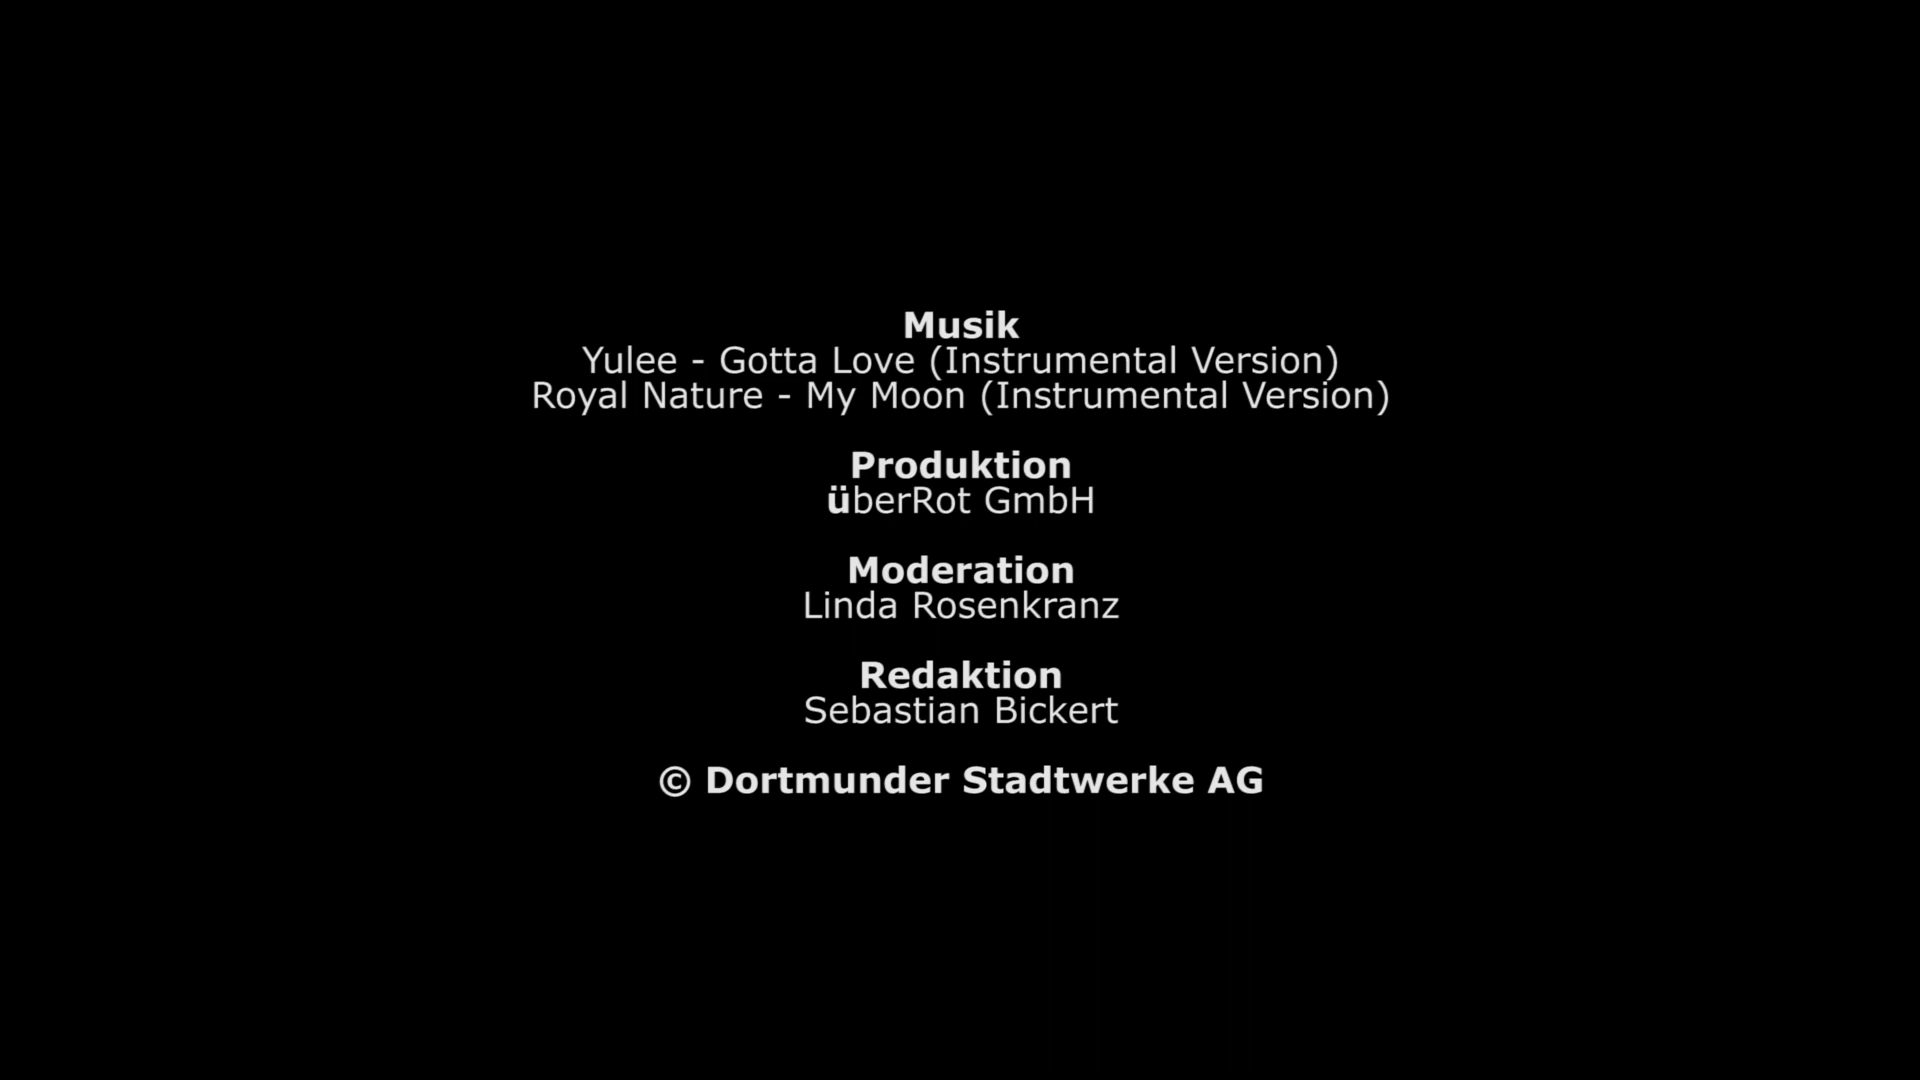 Musik
Yulee - Gotta Love (Instrumental Version)
Royal Nature - My Moon (Instrumental Version)
Produktion
überRot GmbH
Moderation
Linda Rosenkranz
Redaktion
Sebastian Bickert
© Dortmunder Stadtwerke AG